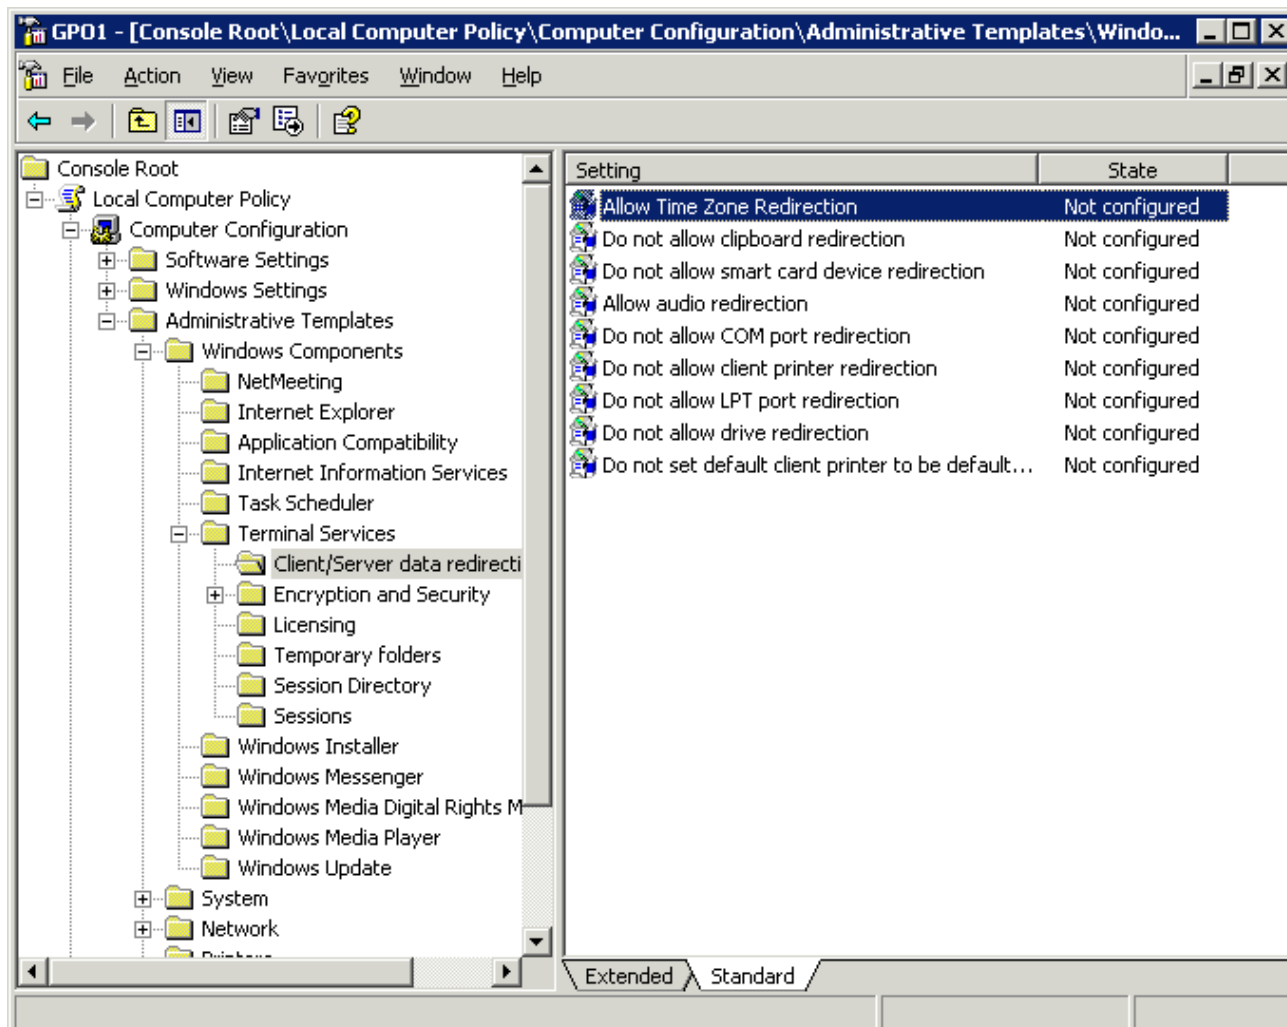 GPO1 - [Console Root\Local Computer Policy\Computer Configuration\Administrative Templates\Windo...
File Action View Favorites Window Help
Console Root
Local Computer Policy
Computer Configuration
Software Settings
Windows Settings
Administrative Templates
Windows Components
NetMeeting
Internet Explorer
Application Compatibility
Internet Information Services
Task Scheduler
Terminal Services
Client/Server data redirecti
Encryption and Security
Licensing
Temporary folders
Session Directory
Sessions
Windows Installer
Windows Messenger
Windows Media Digital Rights M
Windows Media Player
Windows Update
System
Network
Setting State
Allow Time Zone Redirection Not configured
Do not allow clipboard redirection Not configured
Do not allow smart card device redirection Not configured
Allow audio redirection Not configured
Do not allow COM port redirection Not configured
Do not allow client printer redirection Not configured
Do not allow LPT port redirection Not configured
Do not allow drive redirection Not configured
Do not set default client printer to be default... Not configured
Extended Standard